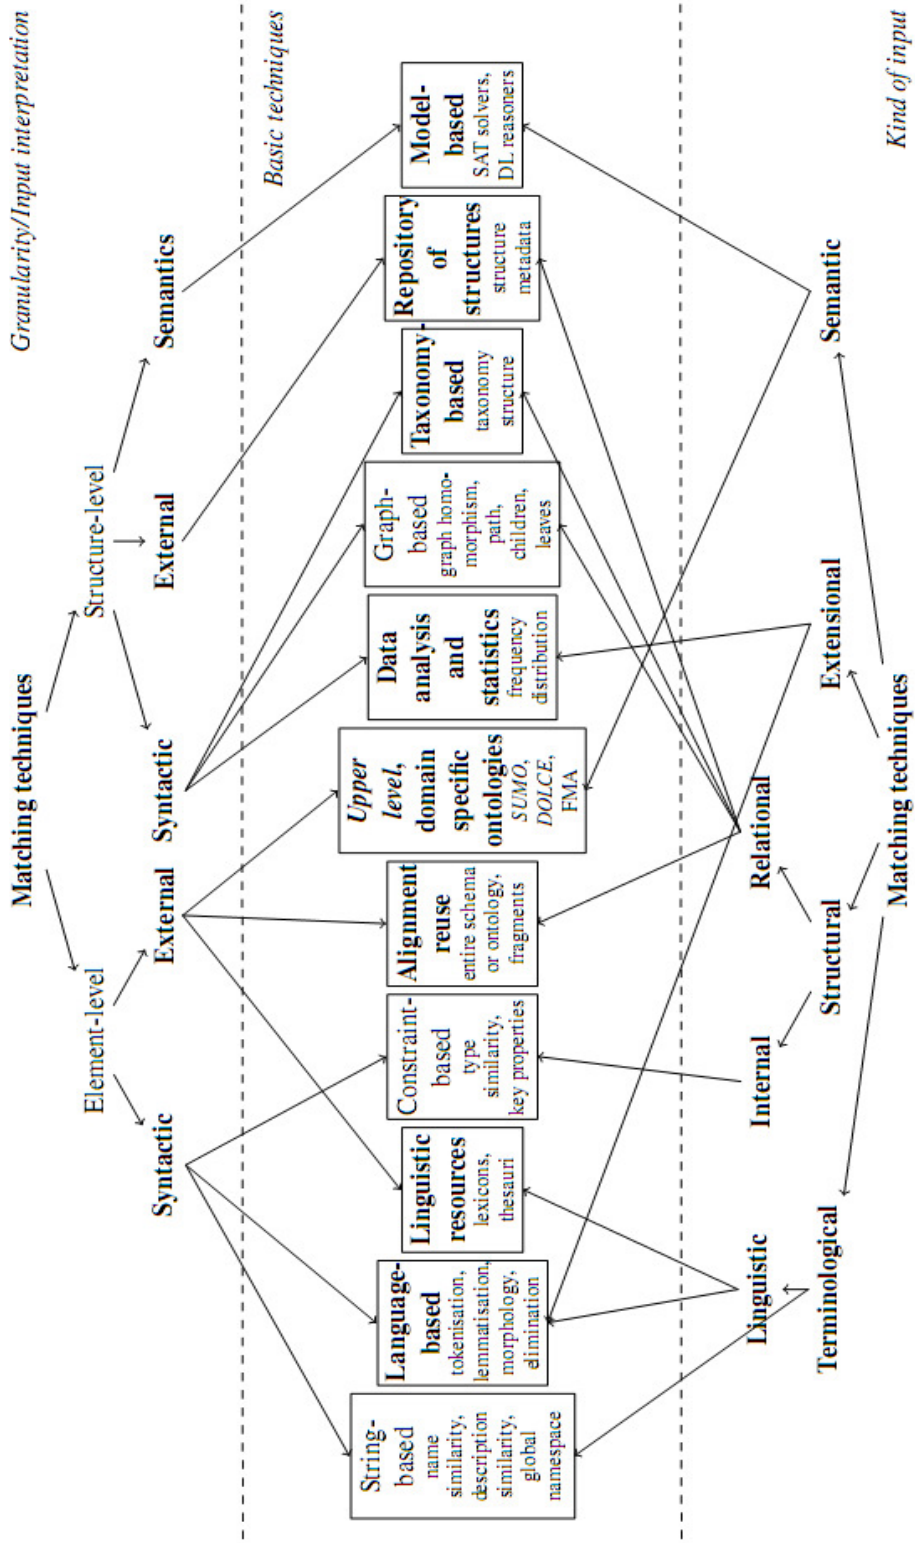 Granularity/Input interpretation
Matching techniques
Element-level
Structure-level
Syntactic
External
Syntactic
External
Semantics
Basic techniques
String-
based
name
similarity,
description
similarity,
global
namespace
Language-
based
tokenisation,
lemmatisation,
morphology,
elimination
Linguistic
resources
lexicons,
thesauri
Constraint-
based
type
similarity,
key properties
Alignment
reuse
entire schema
or ontology,
fragments
Upper
level,
domain
specific
ontologies
SUMO,
DOLCE,
FMA
Data
analysis
and
statistics
frequency
distribution
Graph-
based
graph homo-
morphism,
path,
children,
leaves
Taxonomy-
based
taxonomy
structure
Repository
of
structures
structure
metadata
Model-
based
SAT solvers,
DL reasoners
Linguistic
Internal
Relational
Terminological
Structural
Extensional
Semantic
Matching techniques
Kind of input